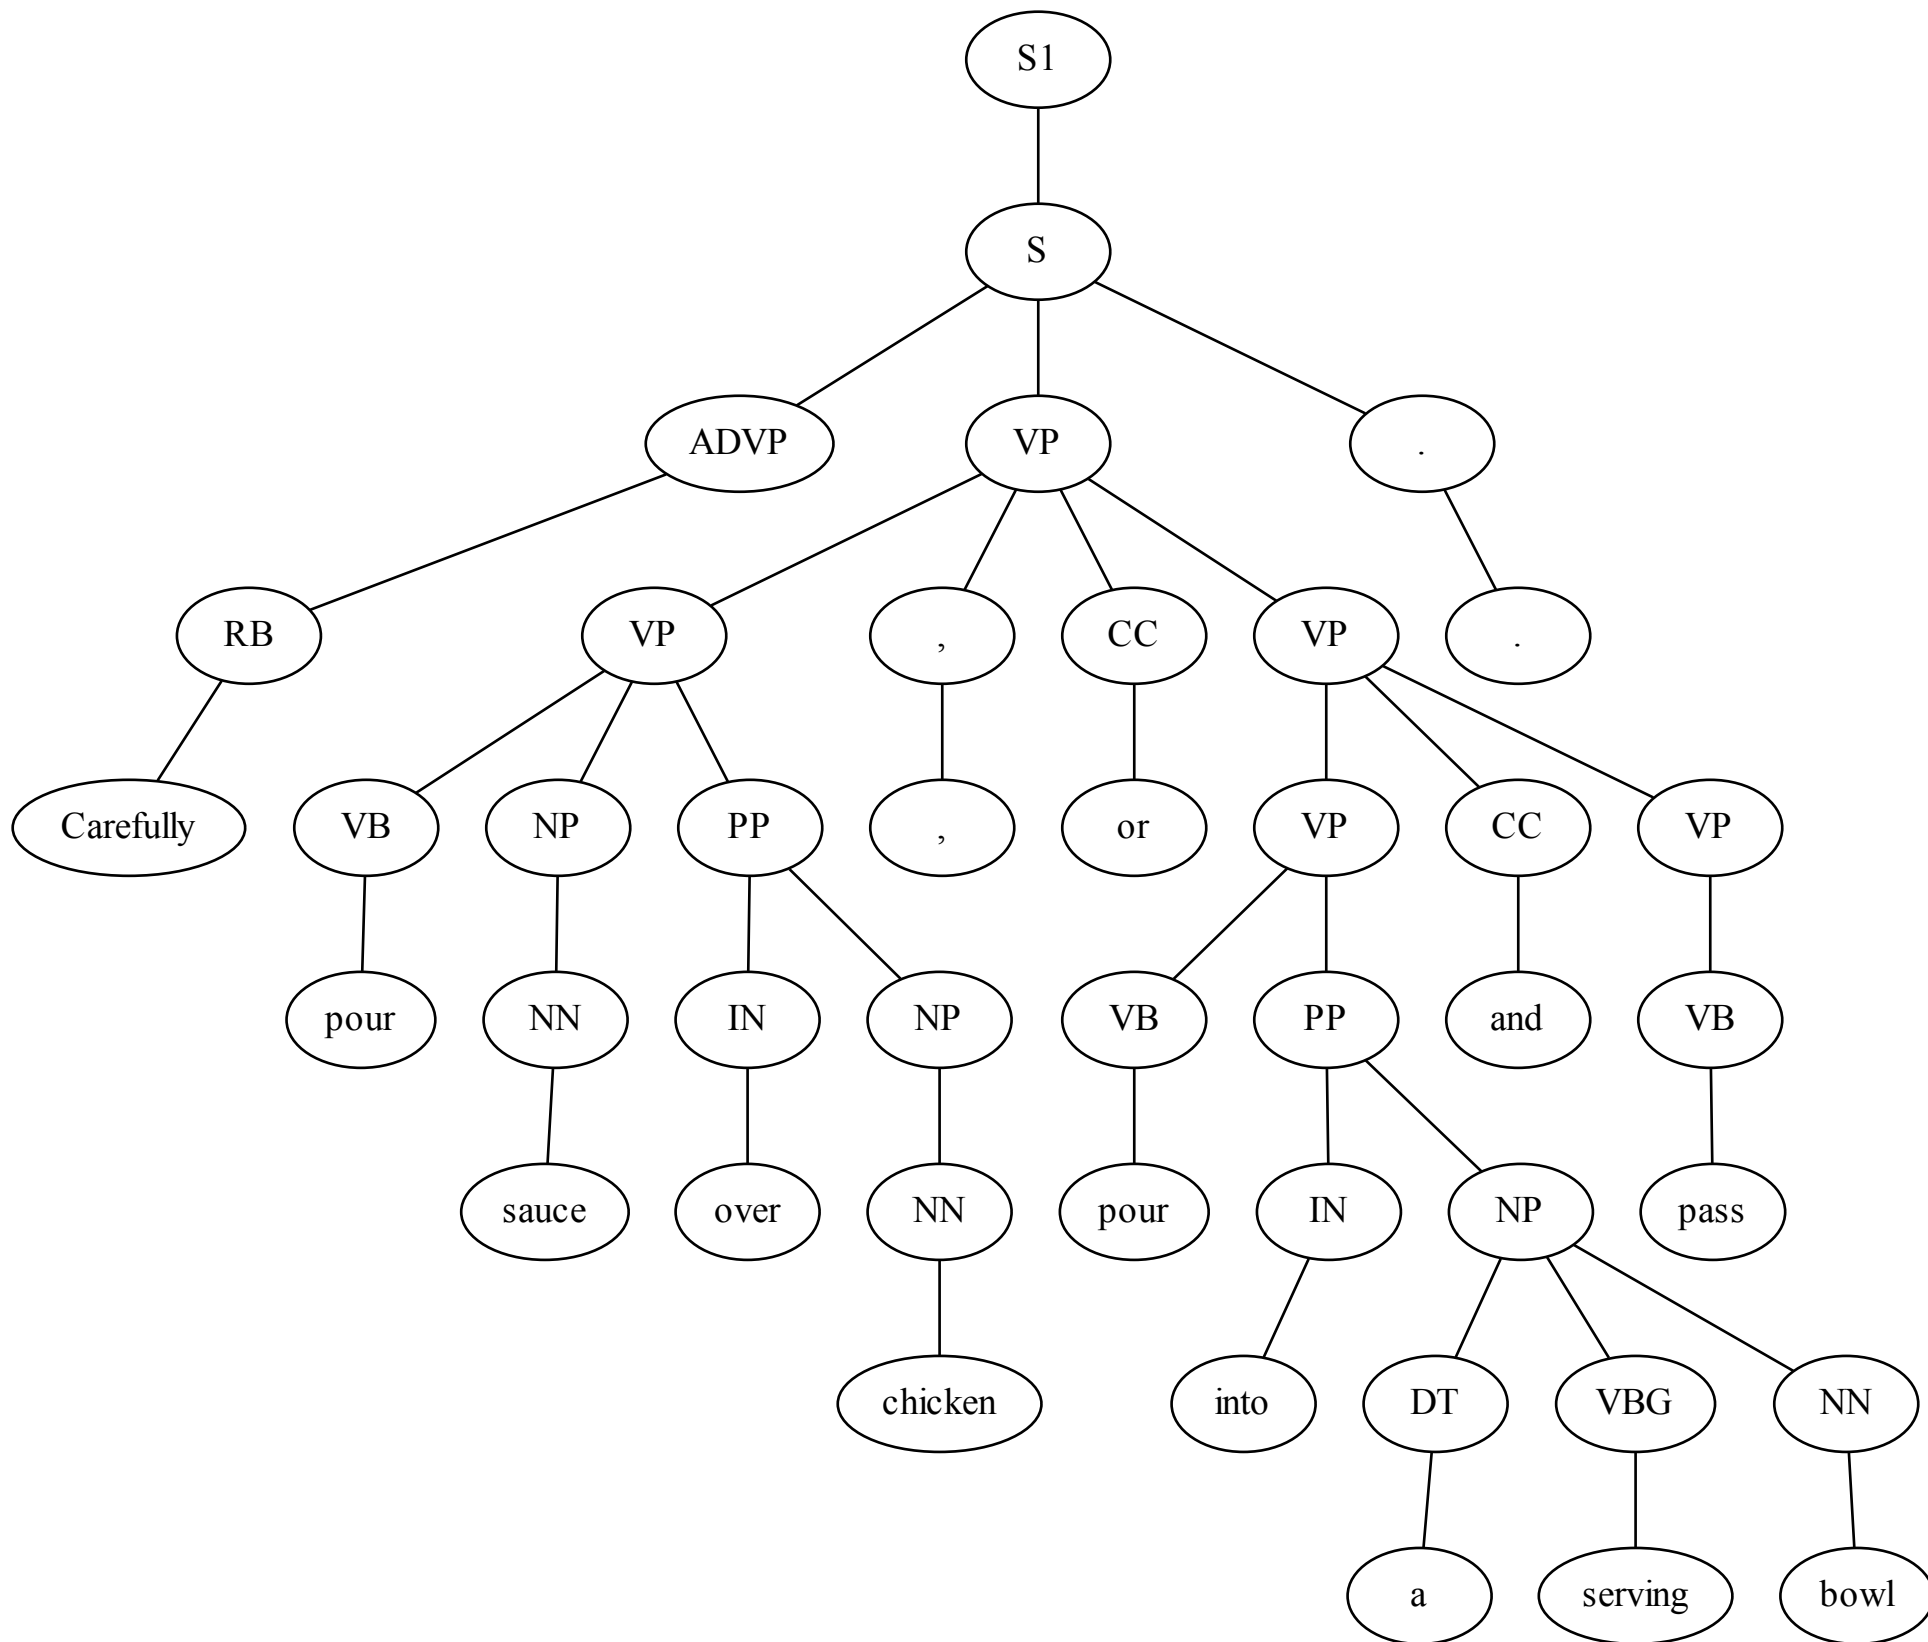 S1
S
ADVP VP .
RB VP , CC VP .
Carefully VB NP PP , or VP CC VP
pour NN IN NP VB PP and VB
sauce over NN pour IN NP pass
chicken into DT VBG NN
a serving bowl